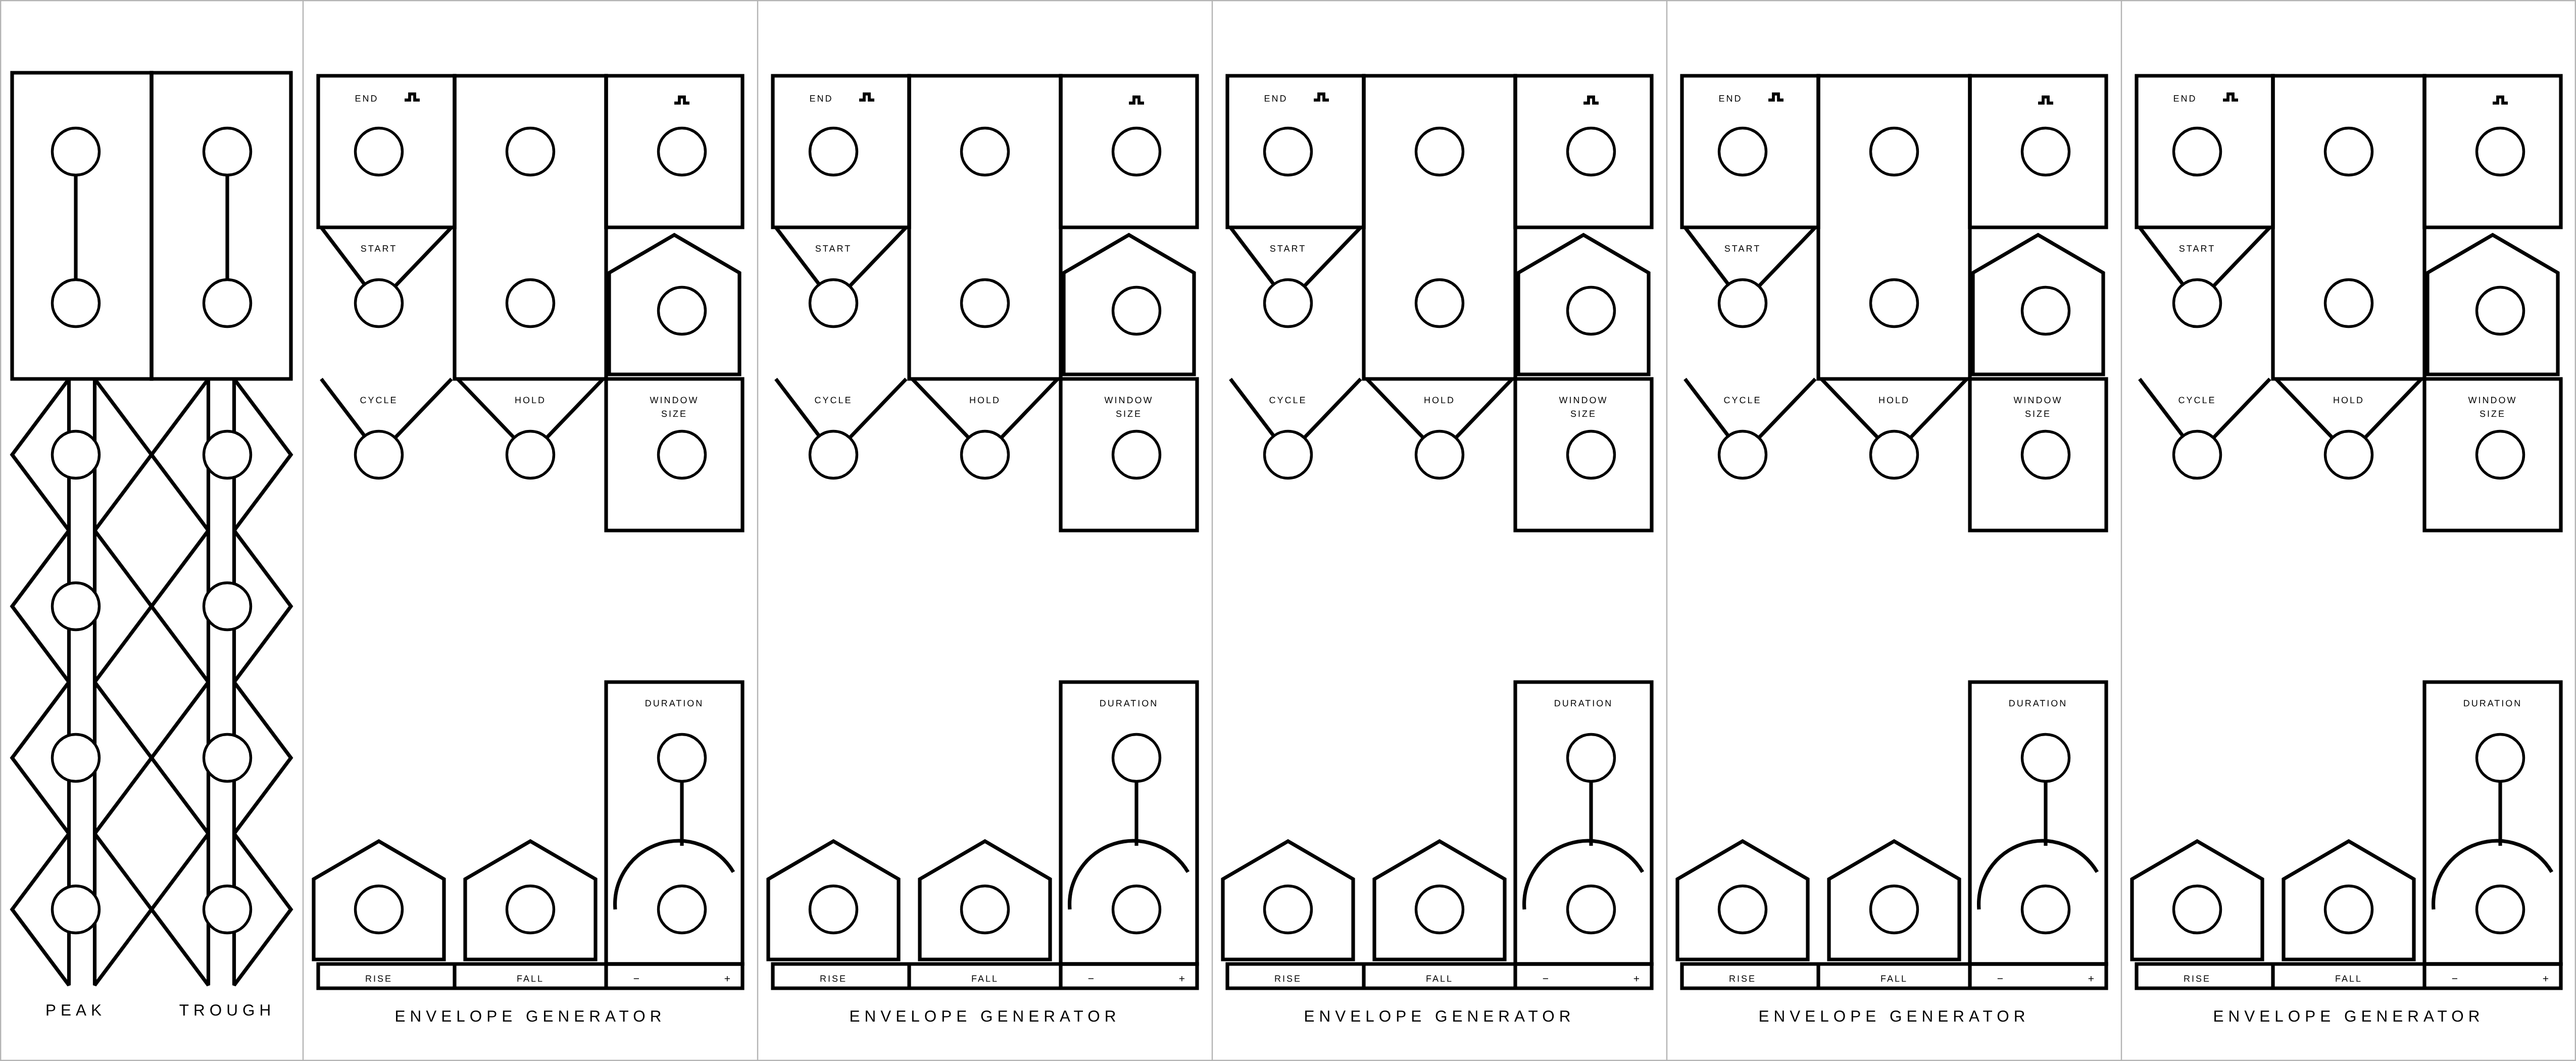 PEAK TROUGH
END
START
CYCLE HOLD WINDOW
SIZE
DURATION
RISE FALL − +
ENVELOPE GENERATOR
END
START
CYCLE HOLD WINDOW
SIZE
DURATION
RISE FALL − +
ENVELOPE GENERATOR
END
START
CYCLE HOLD WINDOW
SIZE
DURATION
RISE FALL − +
ENVELOPE GENERATOR
END
START
CYCLE HOLD WINDOW
SIZE
DURATION
RISE FALL − +
ENVELOPE GENERATOR
END
START
CYCLE HOLD WINDOW
SIZE
DURATION
RISE FALL − +
ENVELOPE GENERATOR